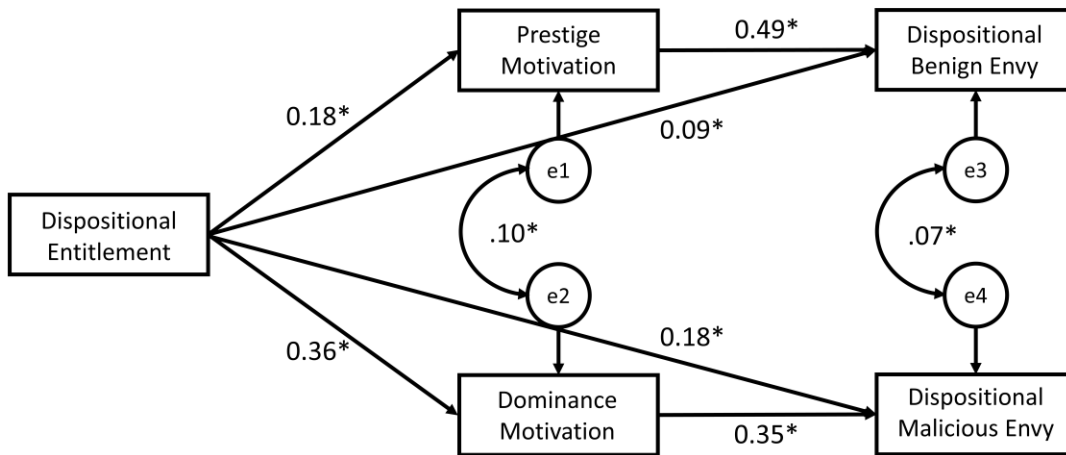 Prestige
Motivation
0.49*
Dispositional
Benign Envy
0.18*
0.09*
e1
e3
Dispositional
Entitlement
.10*
.07*
e2
e4
0.36*
0.18*
Dominance
Motivation
0.35*
Dispositional
Malicious Envy